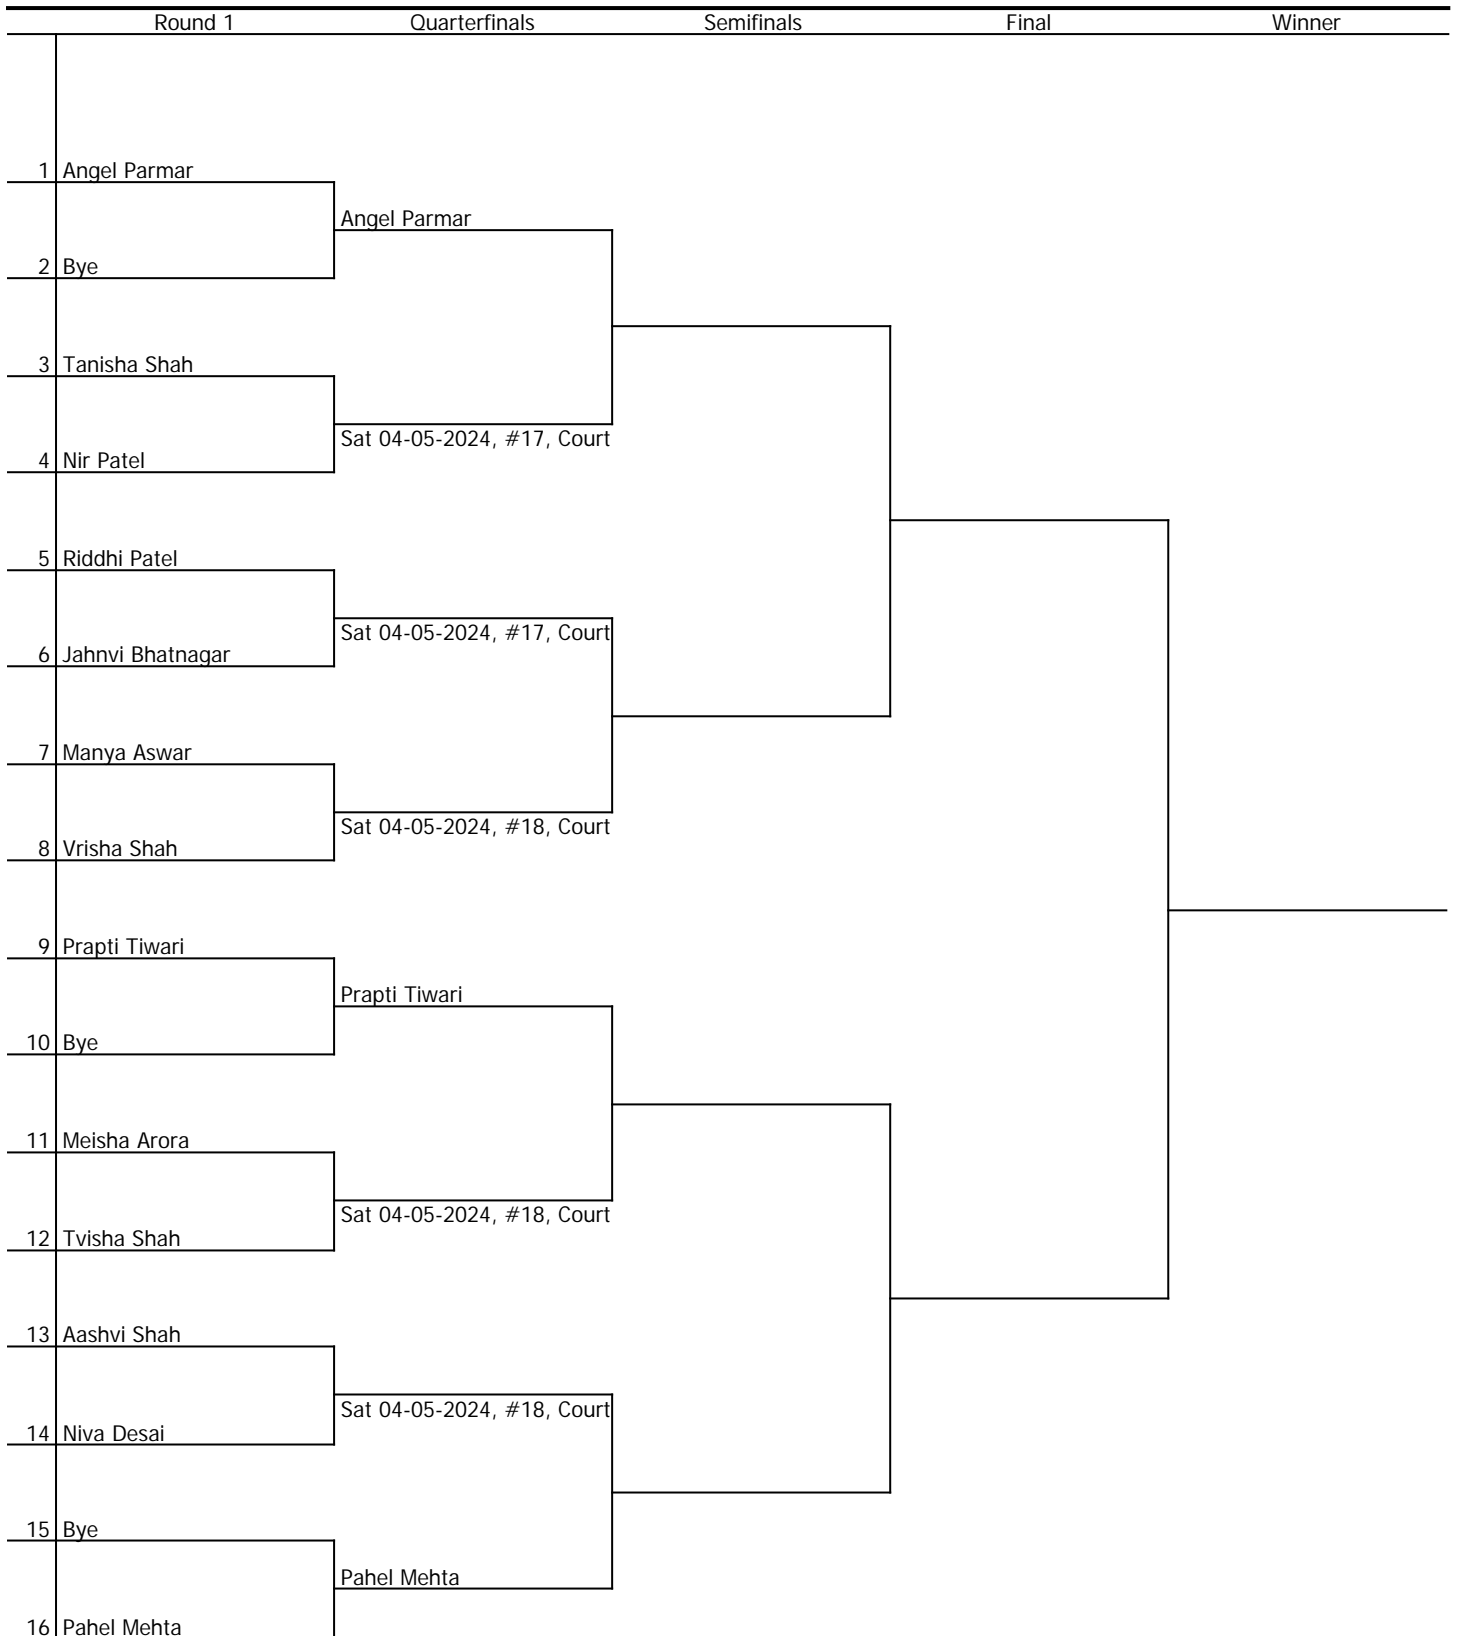 Round 1 Quarterfinals Semifinals Final Winner
1 Angel Parmar
Angel Parmar
2 Bye
3 Tanisha Shah
Sat 04-05-2024, #17, Court
4 Nir Patel
5 Riddhi Patel
Sat 04-05-2024, #17, Court
6 Jahnvi Bhatnagar
7 Manya Aswar
Sat 04-05-2024, #18, Court
8 Vrisha Shah
9 Prapti Tiwari
Prapti Tiwari
10 Bye
11 Meisha Arora
Sat 04-05-2024, #18, Court
12 Tvisha Shah
13 Aashvi Shah
Sat 04-05-2024, #18, Court
14 Niva Desai
15 Bye
Pahel Mehta
16 Pahel Mehta